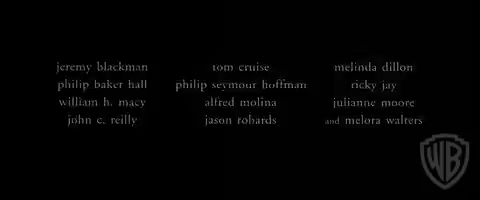 jeremy blackman
philip baker hall
william h. macy
john c. reilly
tom cruise
philip seymour hoffman
alfred molina
jason robards
melinda dillon
ricky jay
julianne moore
and melora walters
WB